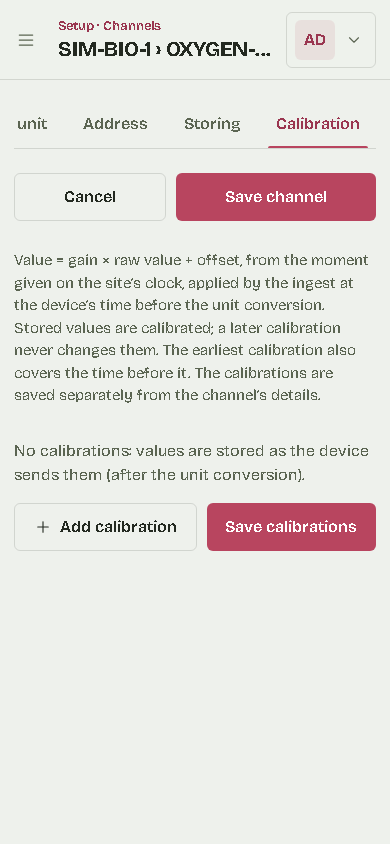 Setup · Channels
SIM-BIO-1 › OXYGEN-...
AD
unit
Address
Storing
Calibration
Cancel
Save channel
Value = gain × raw value + offset, from the moment
given on the site's clock, applied by the ingest at
the device's time before the unit conversion.
Stored values are calibrated; a later calibration
never changes them. The earliest calibration also
covers the time before it. The calibrations are
saved separately from the channel's details.
No calibrations: values are stored as the device
sends them (after the unit conversion).
Add calibration
Save calibrations